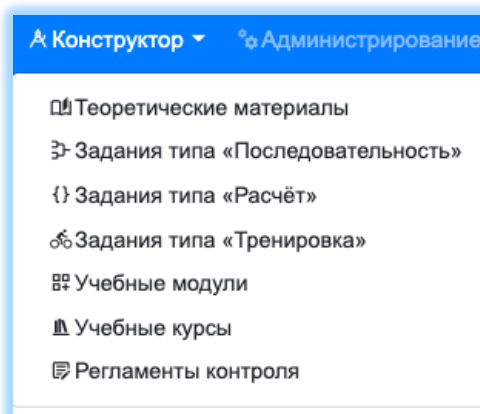 Конструктор Администрирование
Теоретические материалы
Задания типа «Последовательность»
Задания типа «Расчёт»
Задания типа «Тренировка»
Учебные модули
Учебные курсы
Регламенты контроля